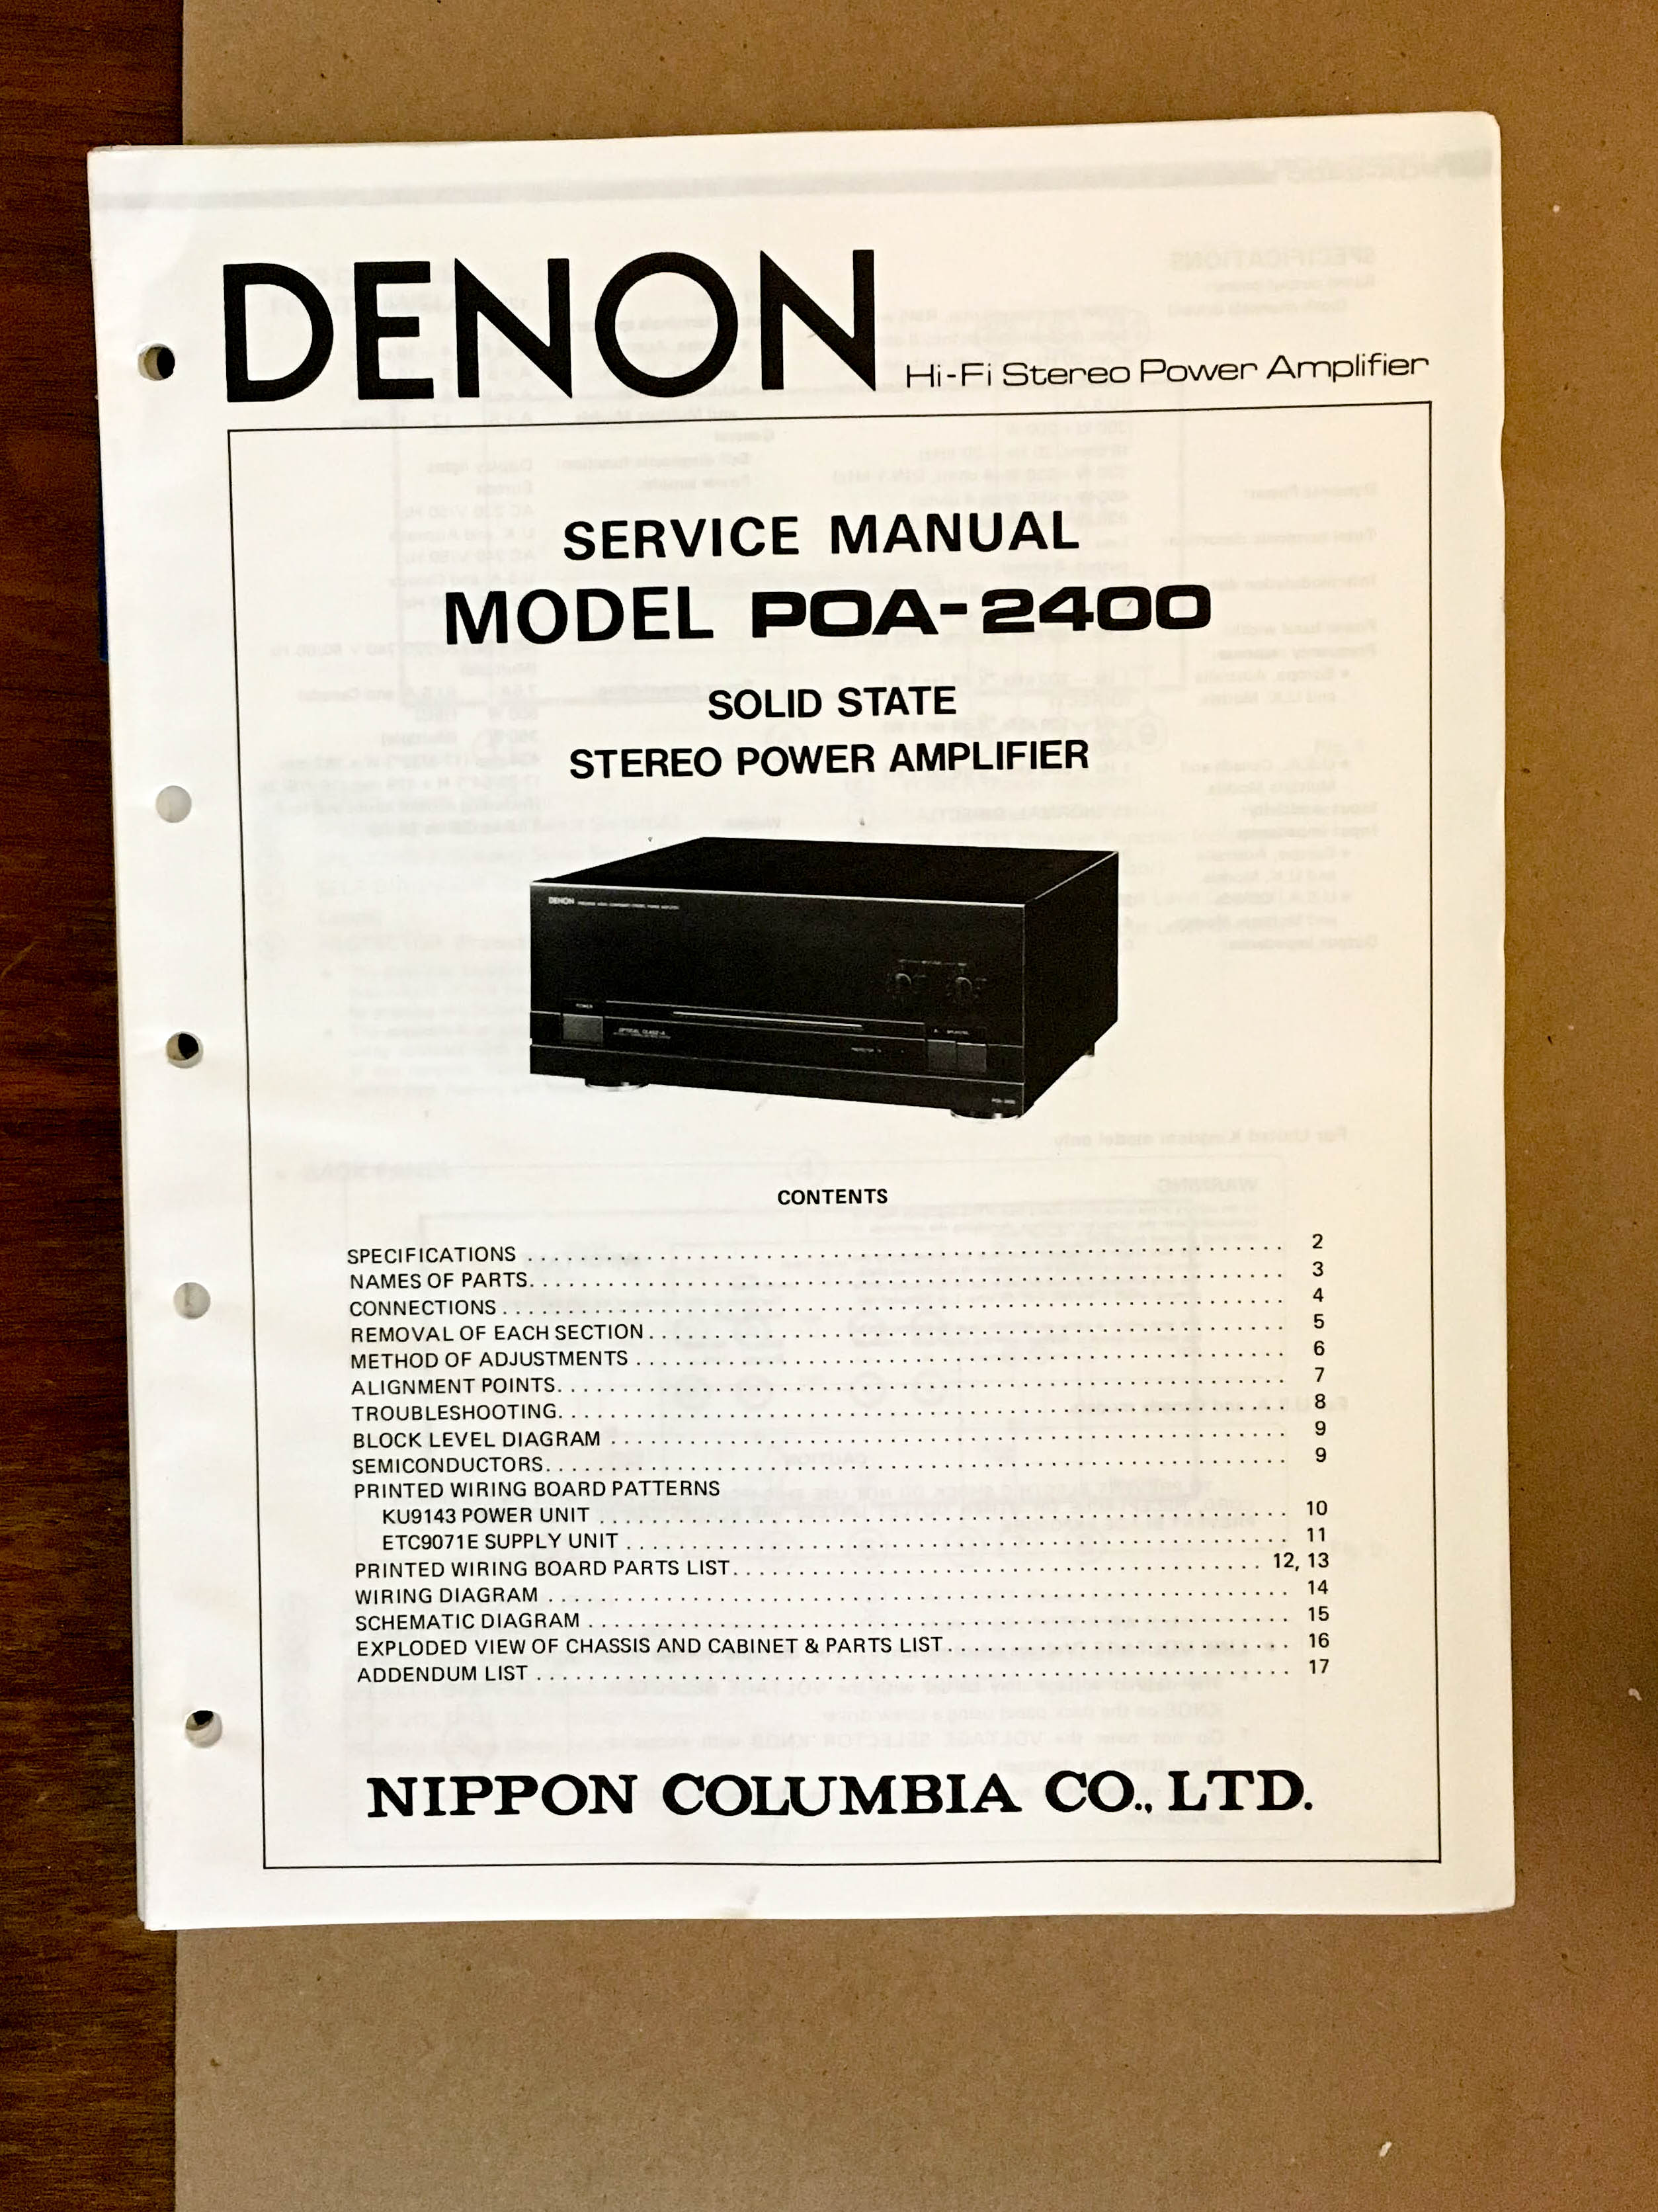 DENON Hi-Fi Stereo Power Amplifier
SERVICE MANUAL
MODEL POA-2400
SOLID STATE
STEREO POWER AMPLIFIER
DENON
POWER
OPTICAL CLASS-A
CONTENTS
SPECIFICATIONS . . . . . . . . . . 2
NAMES OF PARTS. . . . . . . . . . 3
CONNECTIONS . . . . . . . . . . 4
REMOVAL OF EACH SECTION . . . . . . . . . . 5
METHOD OF ADJUSTMENTS . . . . . . . . . . 6
ALIGNMENT POINTS. . . . . . . . . . 7
TROUBLESHOOTING. . . . . . . . . . 8
BLOCK LEVEL DIAGRAM . . . . . . . . . . 9
SEMICONDUCTORS. . . . . . . . . . 9
PRINTED WIRING BOARD PATTERNS
KU9143 POWER UNIT . . . . . . . . . . 10
ETC9071E SUPPLY UNIT . . . . . . . . . . 11
PRINTED WIRING BOARD PARTS LIST. . . . . . . . . . 12, 13
WIRING DIAGRAM . . . . . . . . . . 14
SCHEMATIC DIAGRAM . . . . . . . . . . 15
EXPLODED VIEW OF CHASSIS AND CABINET & PARTS LIST. . . . . . . . . . 16
ADDENDUM LIST . . . . . . . . . . 17
NIPPON COLUMBIA CO., LTD.